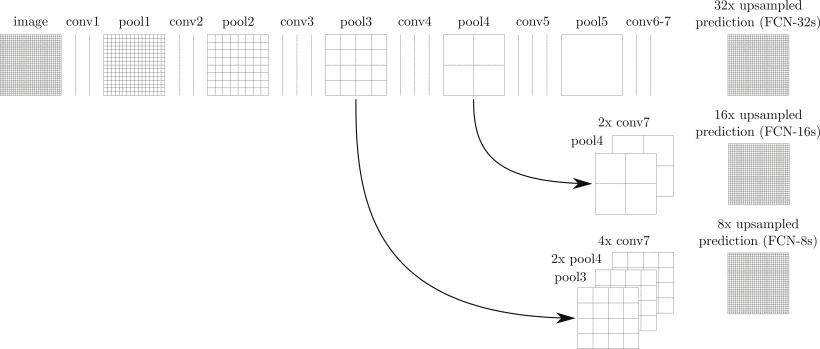 image
conv1
pool1
conv2
pool2
conv3
pool3
conv4
pool4
conv5
pool5
conv6-7
32x upsampled
prediction (FCN-32s)
2x conv7
pool4
16x upsampled
prediction (FCN-16s)
4x conv7
2x pool4
pool3
8x upsampled
prediction (FCN-8s)